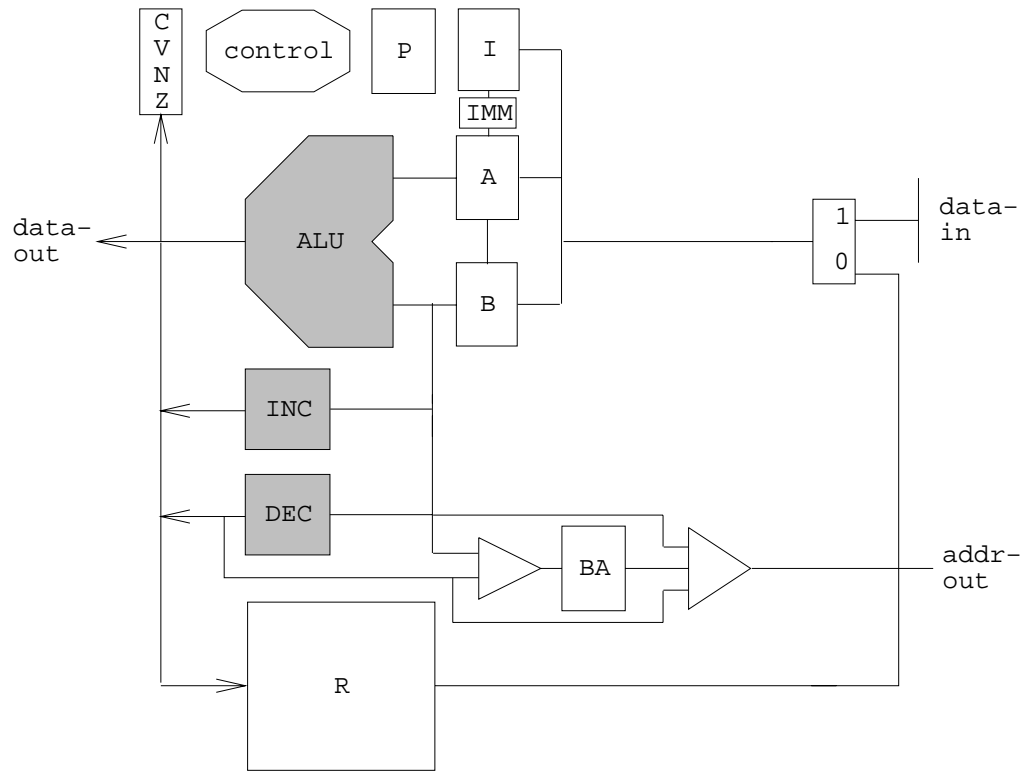 C
V
N
Z
control
P
I
IMM
A
1
data-
in
data-
out
ALU
0
B
INC
DEC
BA
addr-
out
R